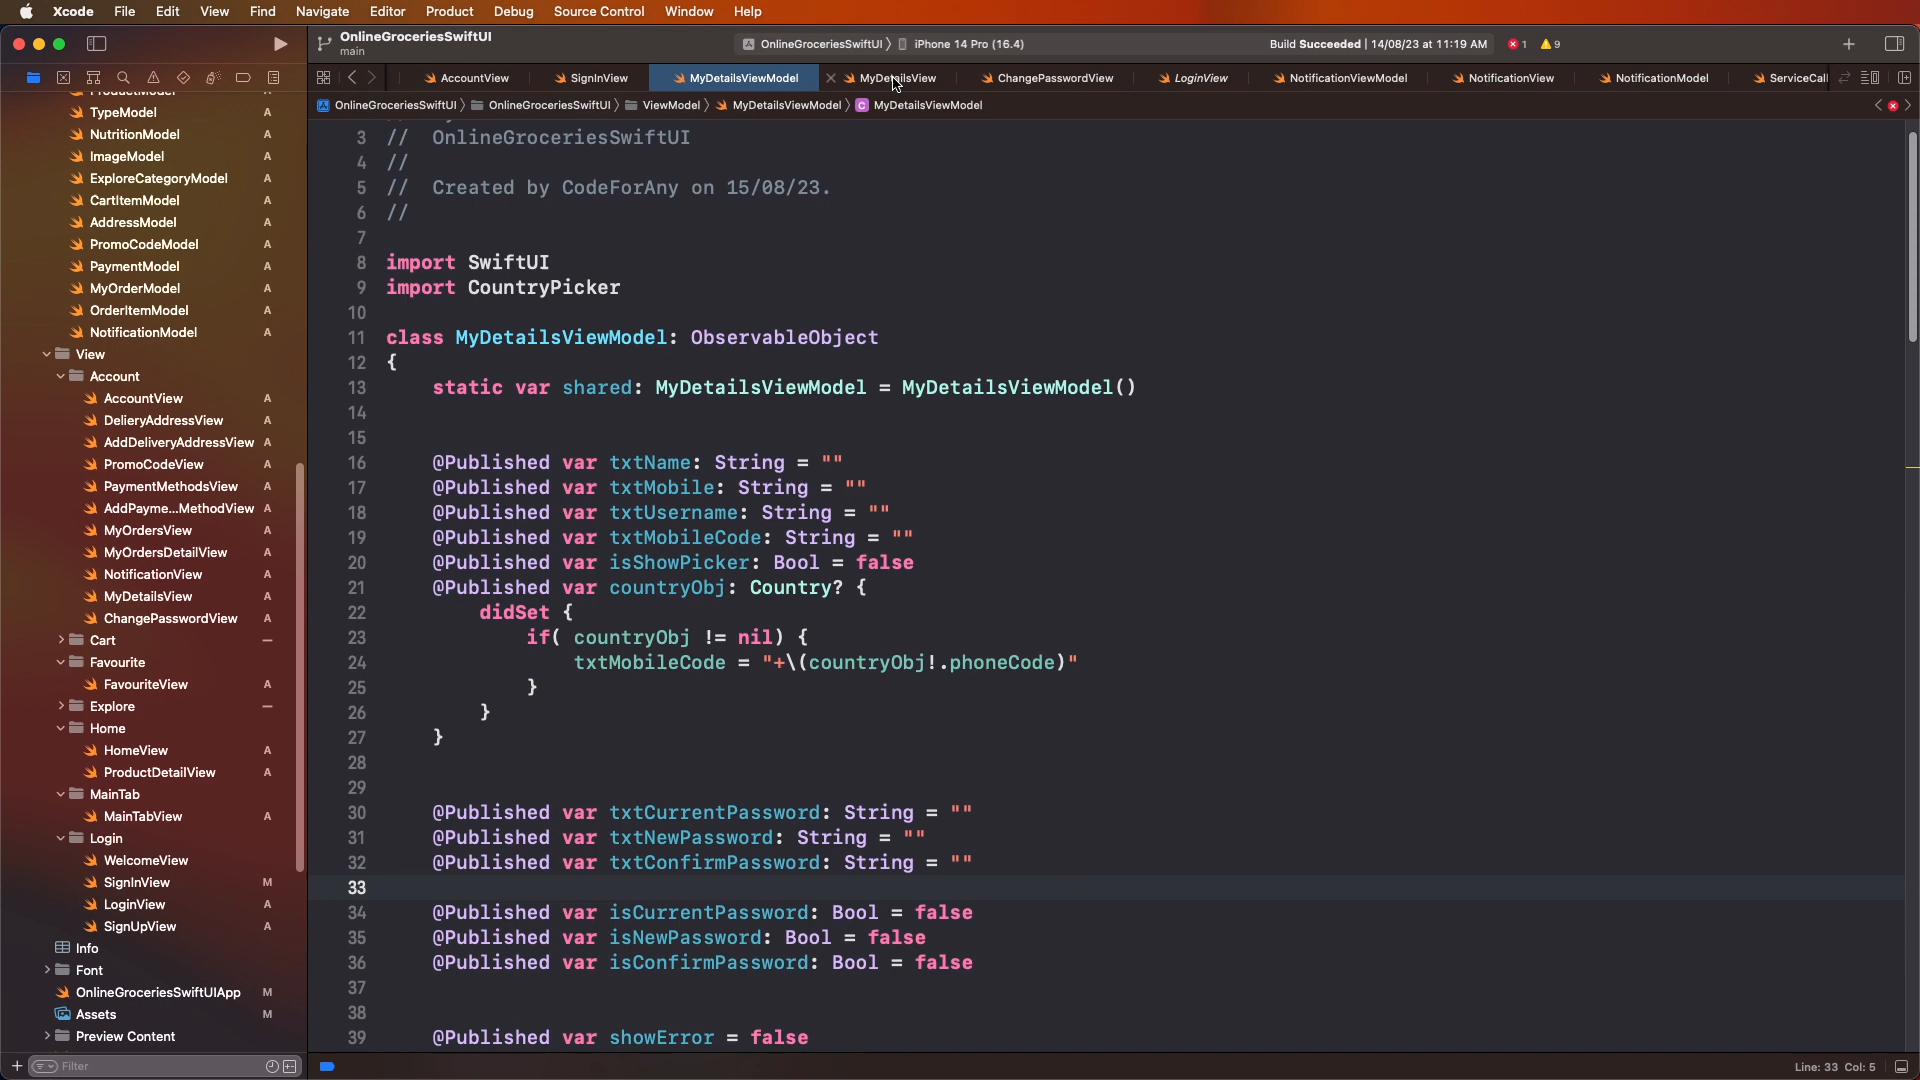 Xcode File Edit View Find Navigate Editor Product Debug Source Control Window Help
OnlineGroceriesSwiftUI
main
OnlineGroceriesSwiftUI iPhone 14 Pro (16.4)
Build Succeeded | 14/08/23 at 11:19 AM 1 9
AccountView SignInView MyDetailsViewModel MyDetailsView ChangePasswordView LoginView NotificationViewModel NotificationView NotificationModel ServiceCall
OnlineGroceriesSwiftUI OnlineGroceriesSwiftUI ViewModel MyDetailsViewModel C MyDetailsViewModel
ProductModel A
TypeModel A
NutritionModel A
ImageModel A
ExploreCategoryModel A
CartItemModel A
AddressModel A
PromoCodeModel A
PaymentModel A
MyOrderModel A
OrderItemModel A
NotificationModel A
View
Account
AccountView A
DelieryAddressView A
AddDeliveryAddressView A
PromoCodeView A
PaymentMethodsView A
AddPayme...MethodView A
MyOrdersView A
MyOrdersDetailView A
NotificationView A
MyDetailsView A
ChangePasswordView A
Cart
Favourite
FavouriteView A
Explore
Home
HomeView A
ProductDetailView A
MainTab
MainTabView A
Login
WelcomeView
SignInView M
LoginView A
SignUpView A
Info
Font
OnlineGroceriesSwiftUIApp M
Assets M
Preview Content
Filter
3 // OnlineGroceriesSwiftUI
4 //
5 // Created by CodeForAny on 15/08/23.
6 //
7
8 import SwiftUI
9 import CountryPicker
10
11 class MyDetailsViewModel: ObservableObject
12 {
13 static var shared: MyDetailsViewModel = MyDetailsViewModel()
14
15
16 @Published var txtName: String = ""
17 @Published var txtMobile: String = ""
18 @Published var txtUsername: String = ""
19 @Published var txtMobileCode: String = ""
20 @Published var isShowPicker: Bool = false
21 @Published var countryObj: Country? {
22 didSet {
23 if( countryObj != nil) {
24 txtMobileCode = "+\(countryObj!.phoneCode)"
25 }
26 }
27 }
28
29
30 @Published var txtCurrentPassword: String = ""
31 @Published var txtNewPassword: String = ""
32 @Published var txtConfirmPassword: String = ""
33
34 @Published var isCurrentPassword: Bool = false
35 @Published var isNewPassword: Bool = false
36 @Published var isConfirmPassword: Bool = false
37
38
39 @Published var showError = false
Line: 33 Col: 5